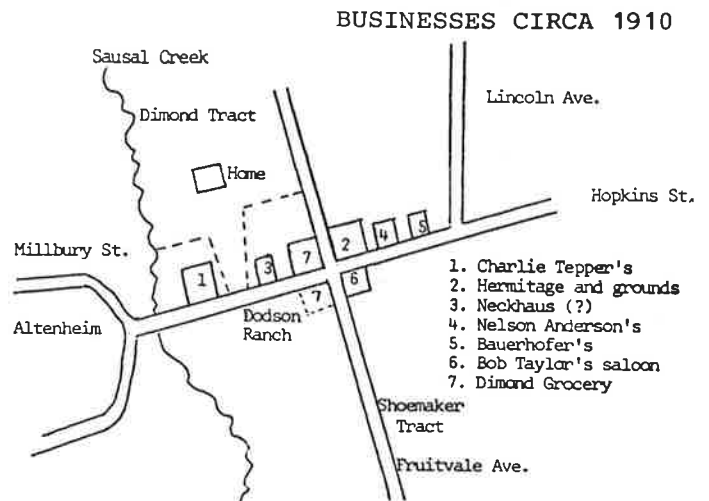 BUSINESSES CIRCA 1910
Sausal Creek
Lincoln Ave.
Dimond Tract
Home
Hopkins St.
Millbury St.
1
3
7
2
4
5
7
6
Altenheim
Dodson
Ranch
1. Charlie Tepper's
2. Hermitage and grounds
3. Neckhaus (?)
4. Nelson Anderson's
5. Bauerhofer's
6. Bob Taylor's saloon
7. Dimond Grocery
Shoemaker
Tract
Fruitvale Ave.